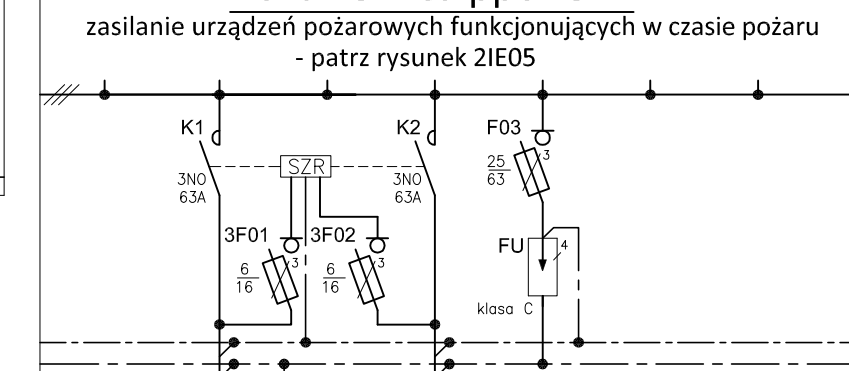 zasilanie urządzeń pożarowych funkcjonujących w czasie pożaru
- patrz rysunek 2IE05
K1
K2
F03
SZR
3
25
63
3NO
63A
3NO
63A
3F01
3F02
FU
4
3
3
6
16
6
16
klasa C